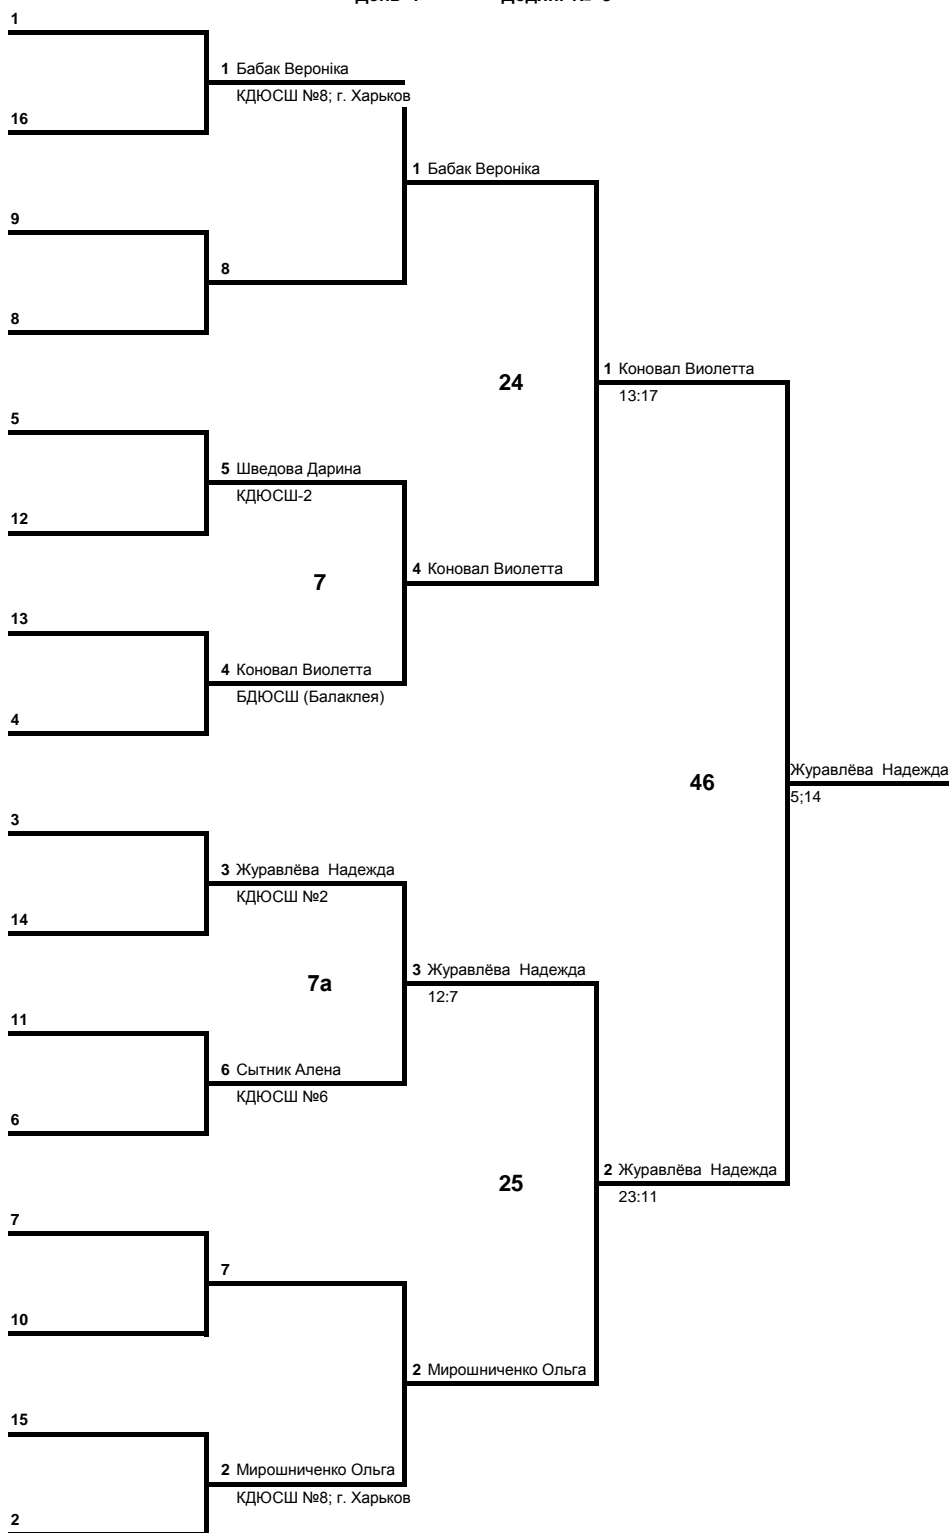 1
1 Бабак Вероніка
КДЮСШ №8; г. Харьков
16
1 Бабак Вероніка
9
8
8
24
1 Коновал Виолетта
13:17
5
5 Шведова Дарина
КДЮСШ-2
12
7
4 Коновал Виолетта
13
4 Коновал Виолетта
БДЮСШ (Балаклея)
4
46
Журавлёва Надежда
5;14
3
3 Журавлёва Надежда
КДЮСШ №2
14
7а
3 Журавлёва Надежда
12:7
11
6 Сытник Алена
КДЮСШ №6
6
25
2 Журавлёва Надежда
23:11
7
7
10
2 Мирошниченко Ольга
15
2 Мирошниченко Ольга
КДЮСШ №8; г. Харьков
2